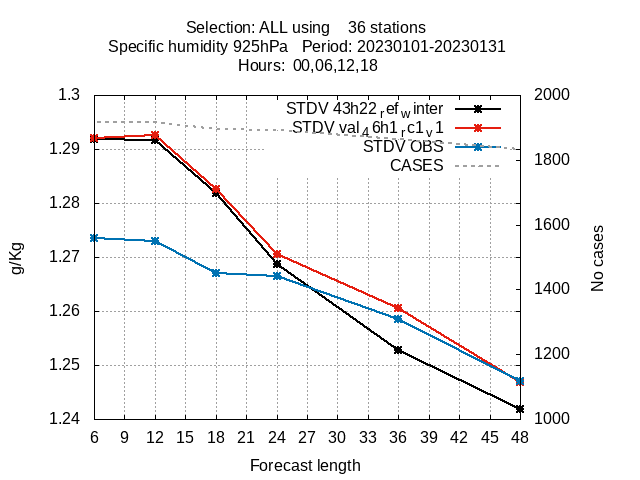 Selection: ALL using 36 stations
Specific humidity 925hPa Period: 20230101-20230131
Hours: 00,06,12,18
1.3
1.29
1.28
1.27
1.26
1.25
1.24
g/Kg
STDV 43h22ref winter
STDV val46h1rc1v1
STDV OBS
CASES
2000
1800
1600
1400
1200
1000
No cases
6 9 12 15 18 21 24 27 30 33 36 39 42 45 48
Forecast length